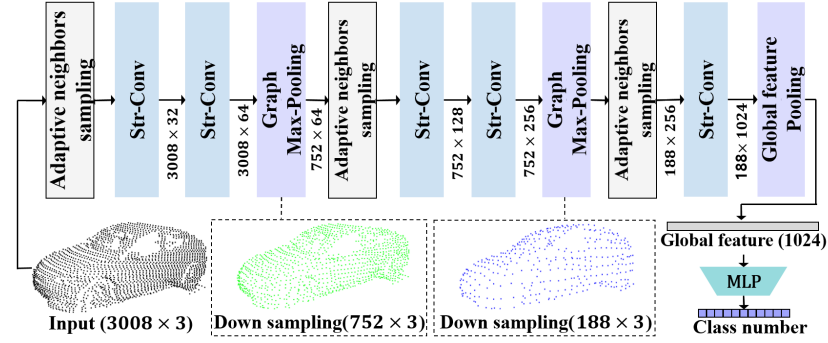 Adaptive neighbors
sampling
Str-Conv
3008 × 32
Str-Conv
3008 × 64
Graph
Max-Pooling
752 × 64
Adaptive neighbors
sampling
Str-Conv
752 × 128
Str-Conv
752 × 256
Graph
Max-Pooling
Adaptive neighbors
sampling
188 × 256
Str-Conv
188× 1024
Global feature
Pooling
Input (3008 × 3)
Down sampling(752 × 3)
Down sampling(188 × 3)
Global feature (1024)
MLP
Class number